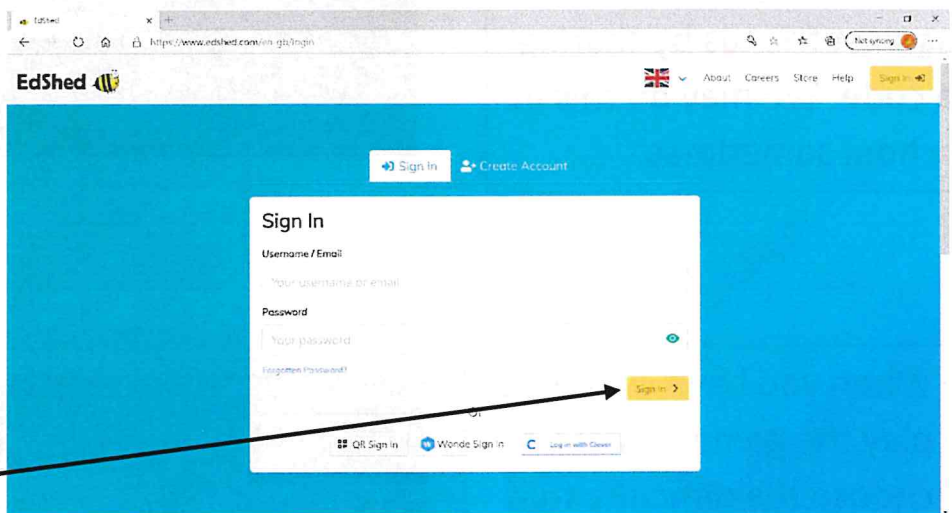 EdShed
https://www.edshed.com/en-gb/login
Not syncing
EdShed
About Careers Store Help Sign In
Sign In Create Account
Sign In
Username / Email
Your username or email
Password
Your password
Forgotten Password?
Sign In
Or
QR Sign In Wonde Sign in C Log in with Clever